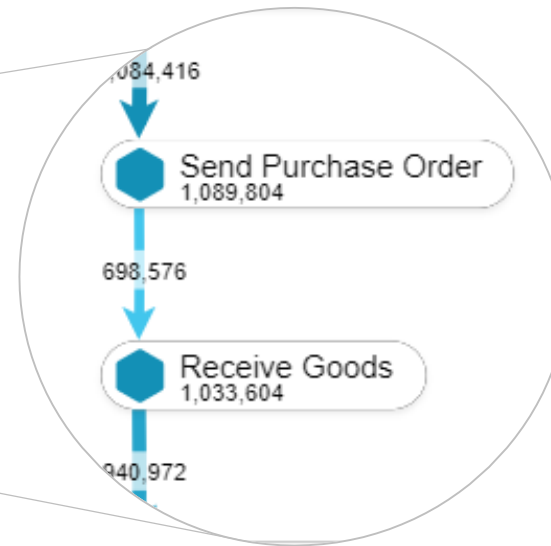 ,084,416
Send Purchase Order
1,089,804
698,576
Receive Goods
1,033,604
940,972